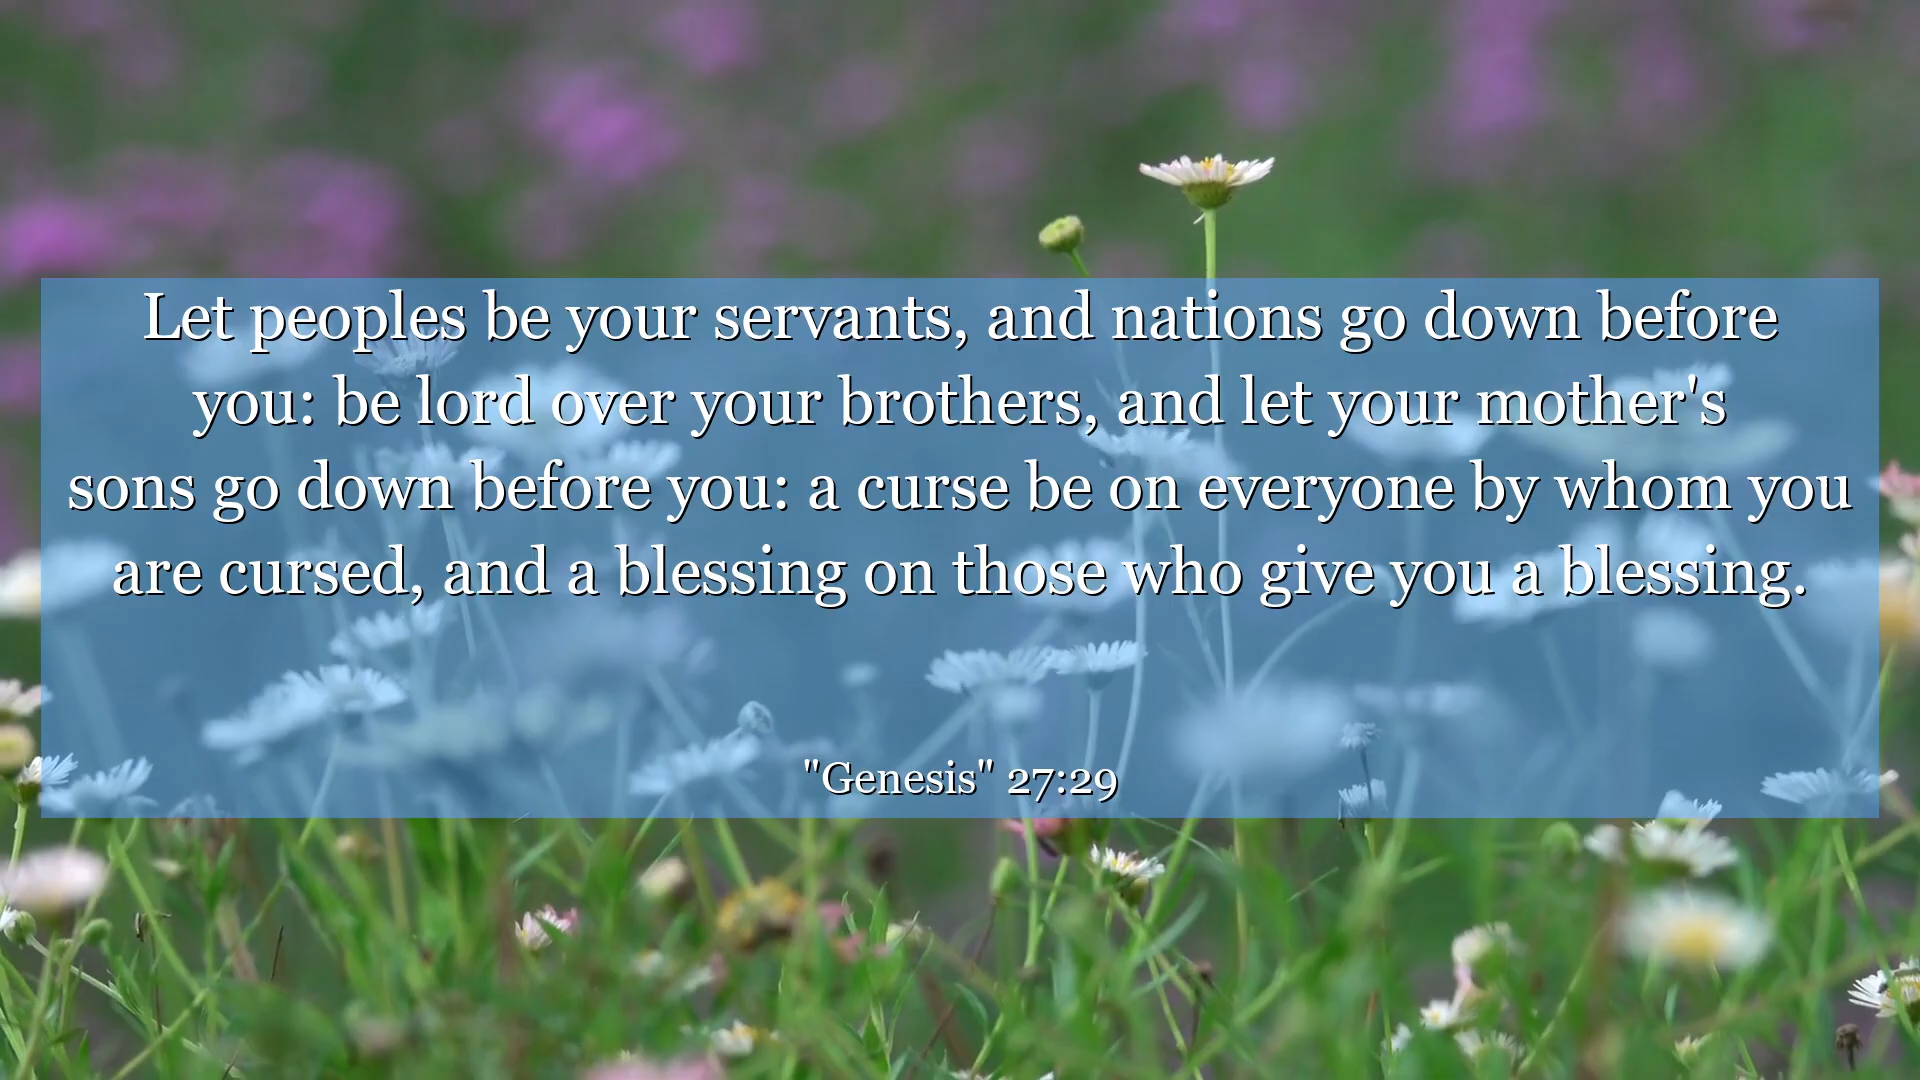 Let peoples be your servants, and nations go down before
you: be lord over your brothers, and let your mother's
sons go down before you: a curse be on everyone by whom you
are cursed, and a blessing on those who give you a blessing.
"Genesis" 27:29